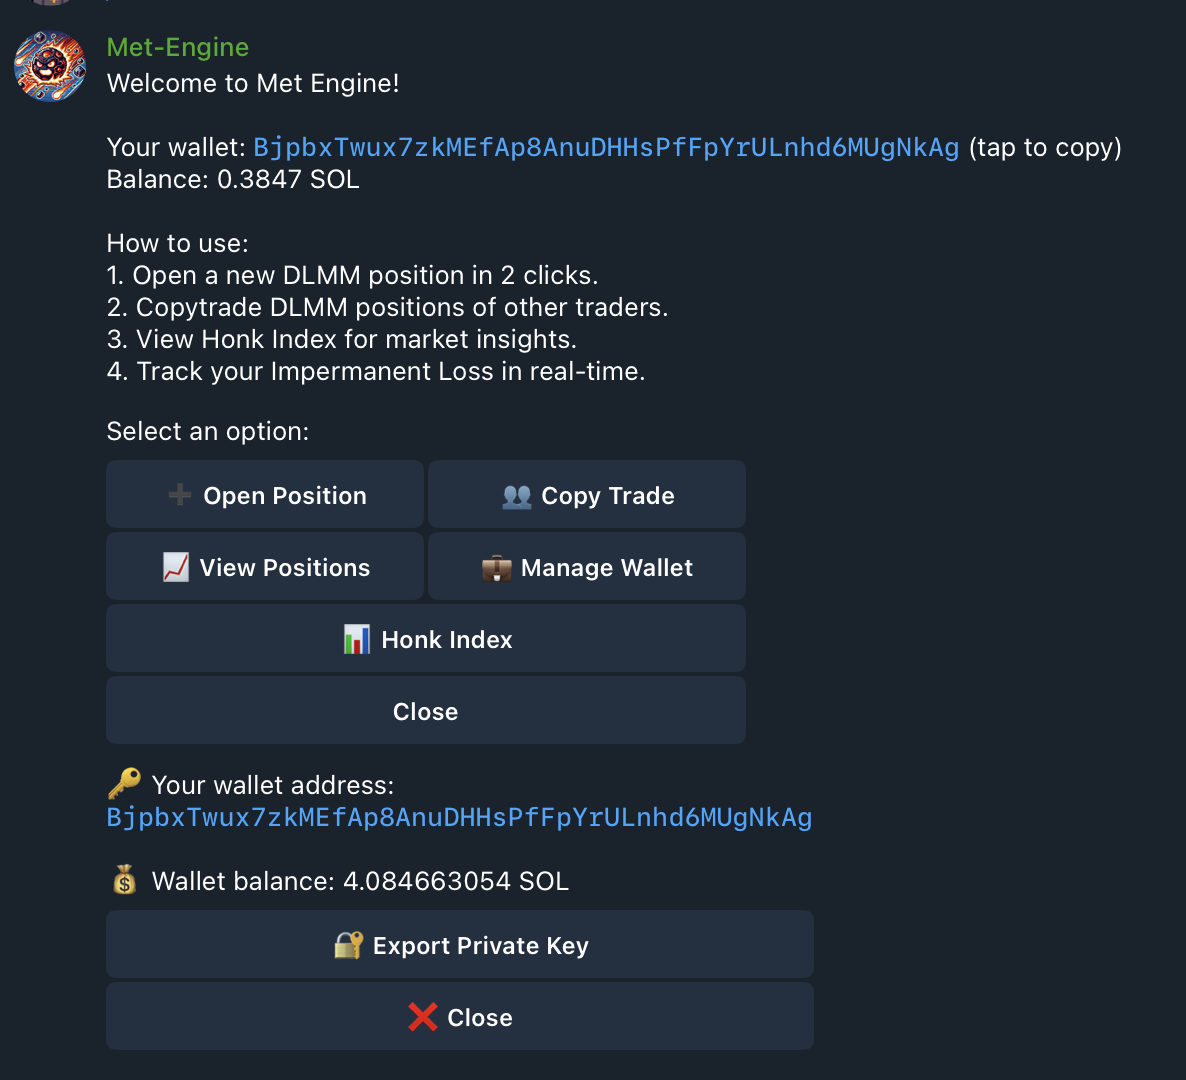 Met-Engine
Welcome to Met Engine!
Your wallet: BjpbxTwux7zkMEfAp8AnuDHHsPfFpYrULnhd6MUgNkAg (tap to copy)
Balance: 0.3847 SOL
How to use:
1. Open a new DLMM position in 2 clicks.
2. Copytrade DLMM positions of other traders.
3. View Honk Index for market insights.
4. Track your Impermanent Loss in real-time.
Select an option:
➕ Open Position
👥 Copy Trade
📈 View Positions
💼 Manage Wallet
📊 Honk Index
Close
🔑 Your wallet address:
BjpbxTwux7zkMEfAp8AnuDHHsPfFpYrULnhd6MUgNkAg
💰 Wallet balance: 4.084663054 SOL
🔐 Export Private Key
❌ Close